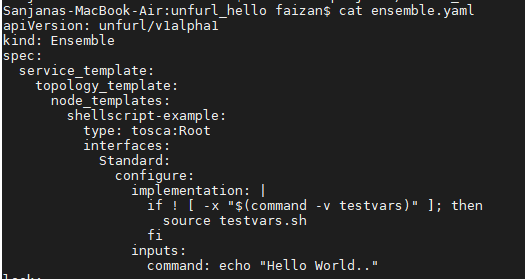 Sanjanas-MacBook-Air:unfurl_hello faizan$ cat ensemble.yaml
apiVersion: unfurl/v1alpha1
kind: Ensemble
spec:
  service_template:
    topology_template:
      node_templates:
        shellscript-example:
          type: tosca:Root
          interfaces:
            Standard:
              configure:
                implementation: |
                  if ! [ -x "$(command -v testvars)" ]; then
                    source testvars.sh
                  fi
                inputs:
                  command: echo "Hello World.."